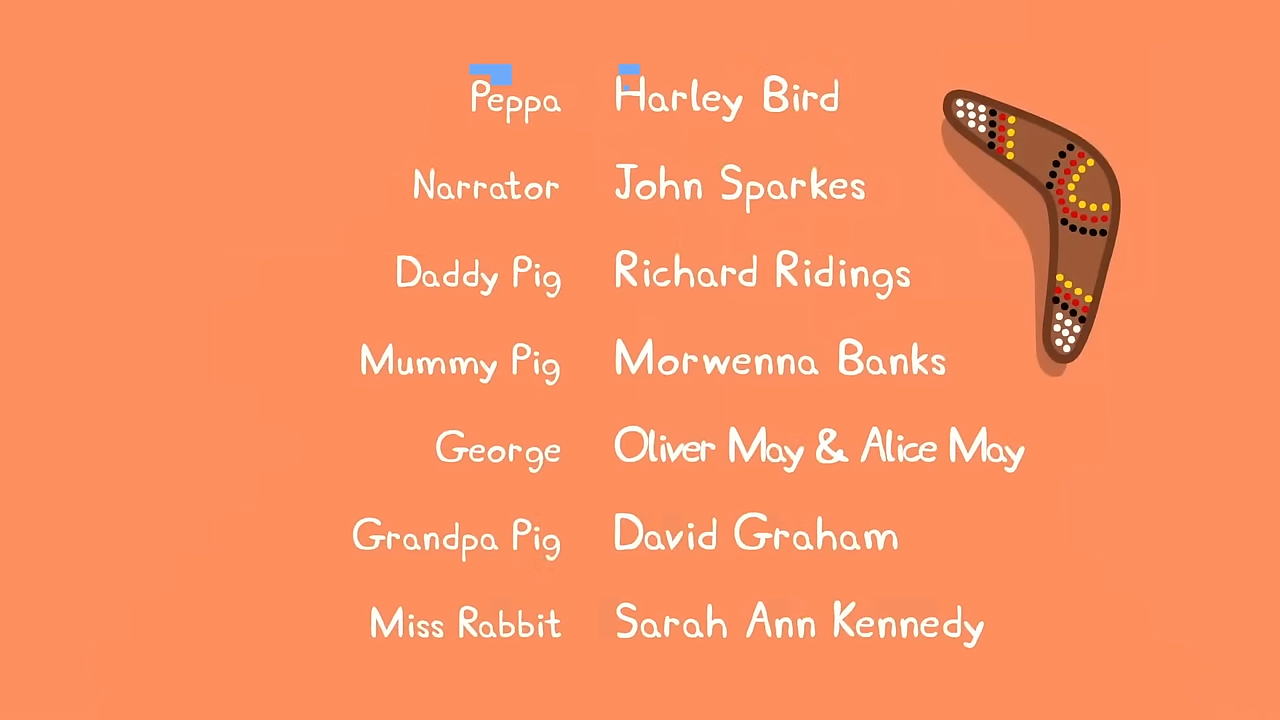 Peppa Harley Bird
Narrator John Sparkes
Daddy Pig Richard Ridings
Mummy Pig Morwenna Banks
George Oliver May & Alice May
Grandpa Pig David Graham
Miss Rabbit Sarah Ann Kennedy